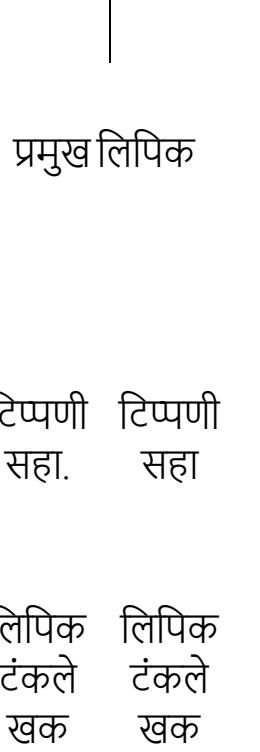 प्रमुख लिपिक
टिप्पणी टिप्पणी
सहा. सहा
लिपिक लिपिक
टंकले टंकले
खक खक